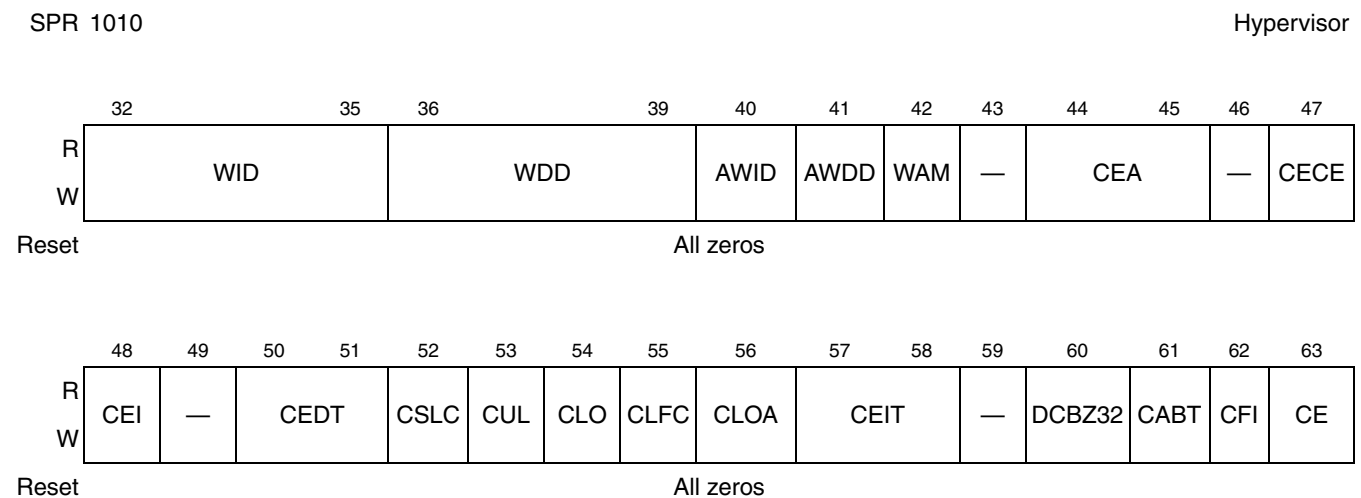 SPR 1010 Hypervisor
32 35 36 39 40 41 42 43 44 45 46 47
R
W
WID WDD AWID AWDD WAM — CEA — CECE
Reset All zeros
48 49 50 51 52 53 54 55 56 57 58 59 60 61 62 63
R
W
CEI — CEDT CSLC CUL CLO CLFC CLOA CEIT — DCBZ32 CABT CFI CE
Reset All zeros